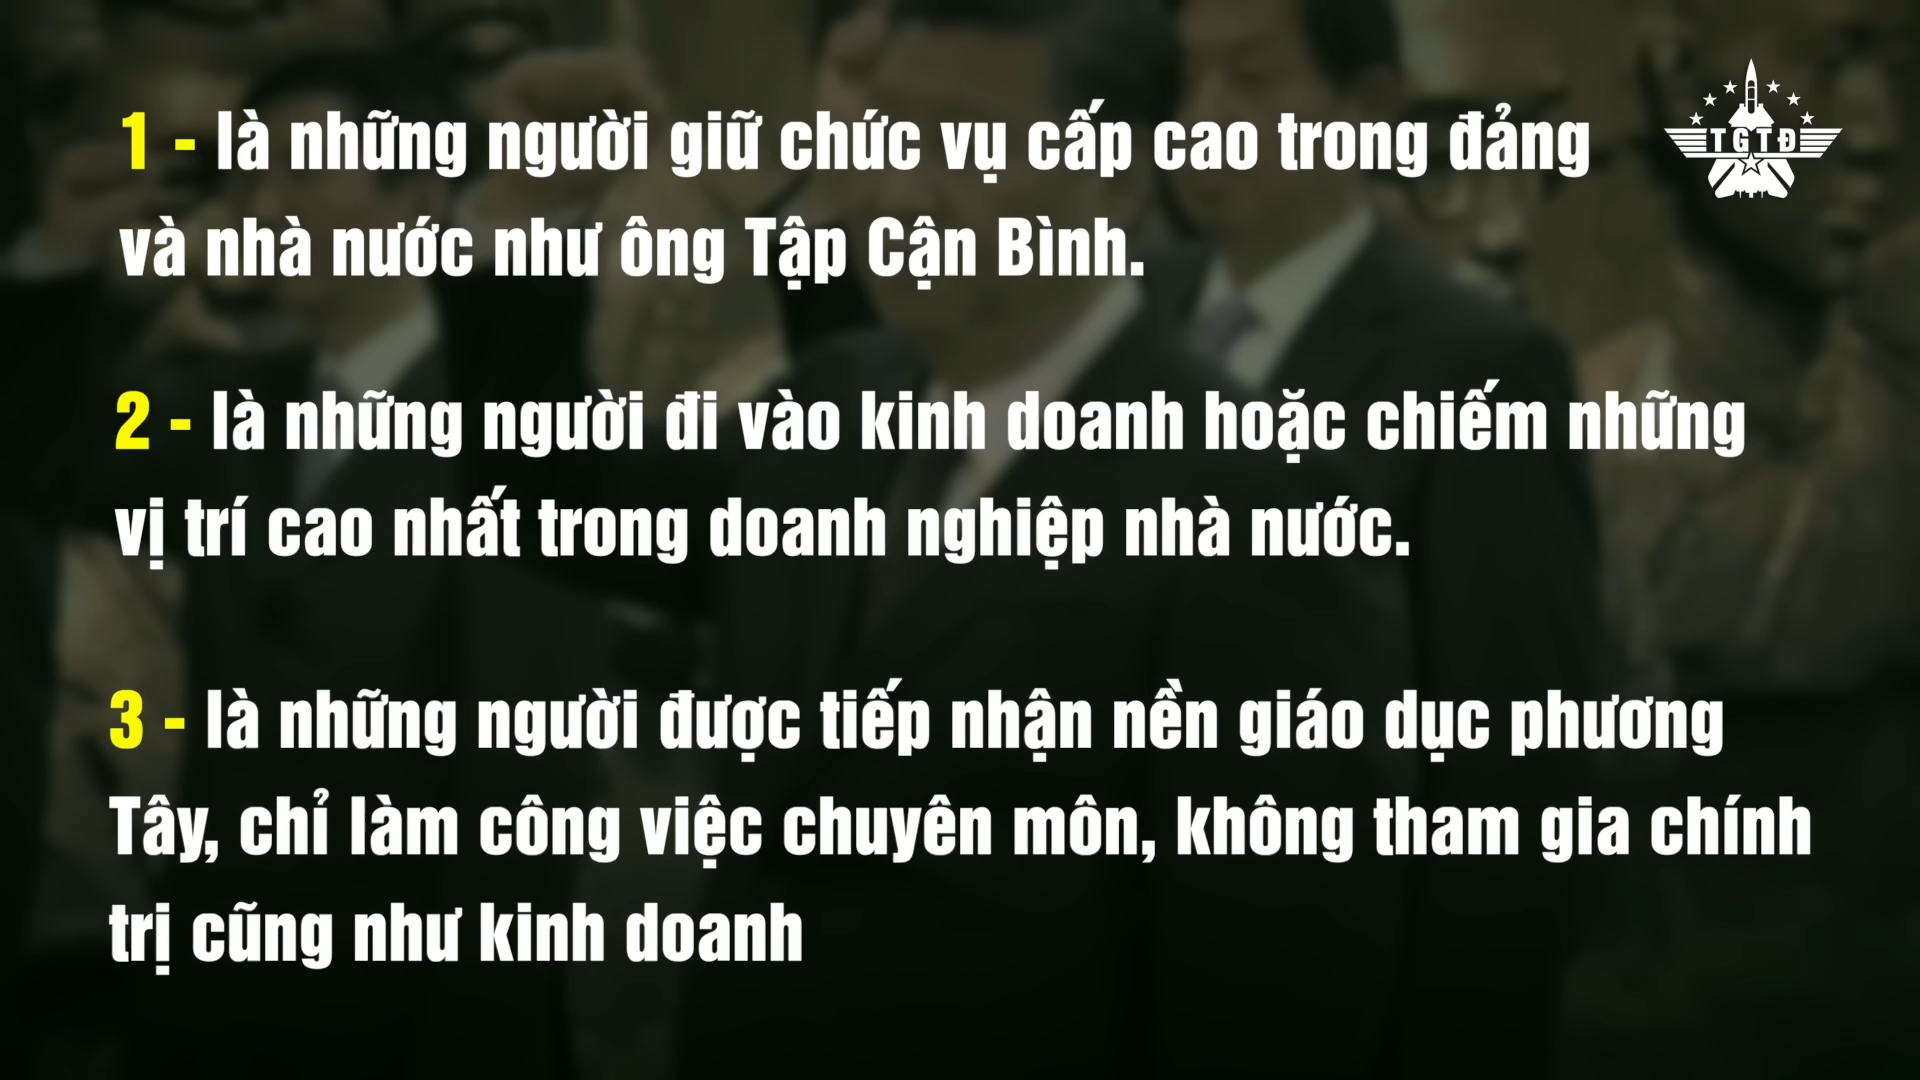 1 - là những người giữ chức vụ cấp cao trong đảng
và nhà nước như ông Tập Cận Bình.
2 - là những người đi vào kinh doanh hoặc chiếm những
vị trí cao nhất trong doanh nghiệp nhà nước.
3 - là những người được tiếp nhận nền giáo dục phương
Tây, chỉ làm công việc chuyên môn, không tham gia chính
trị cũng như kinh doanh
TGTĐ